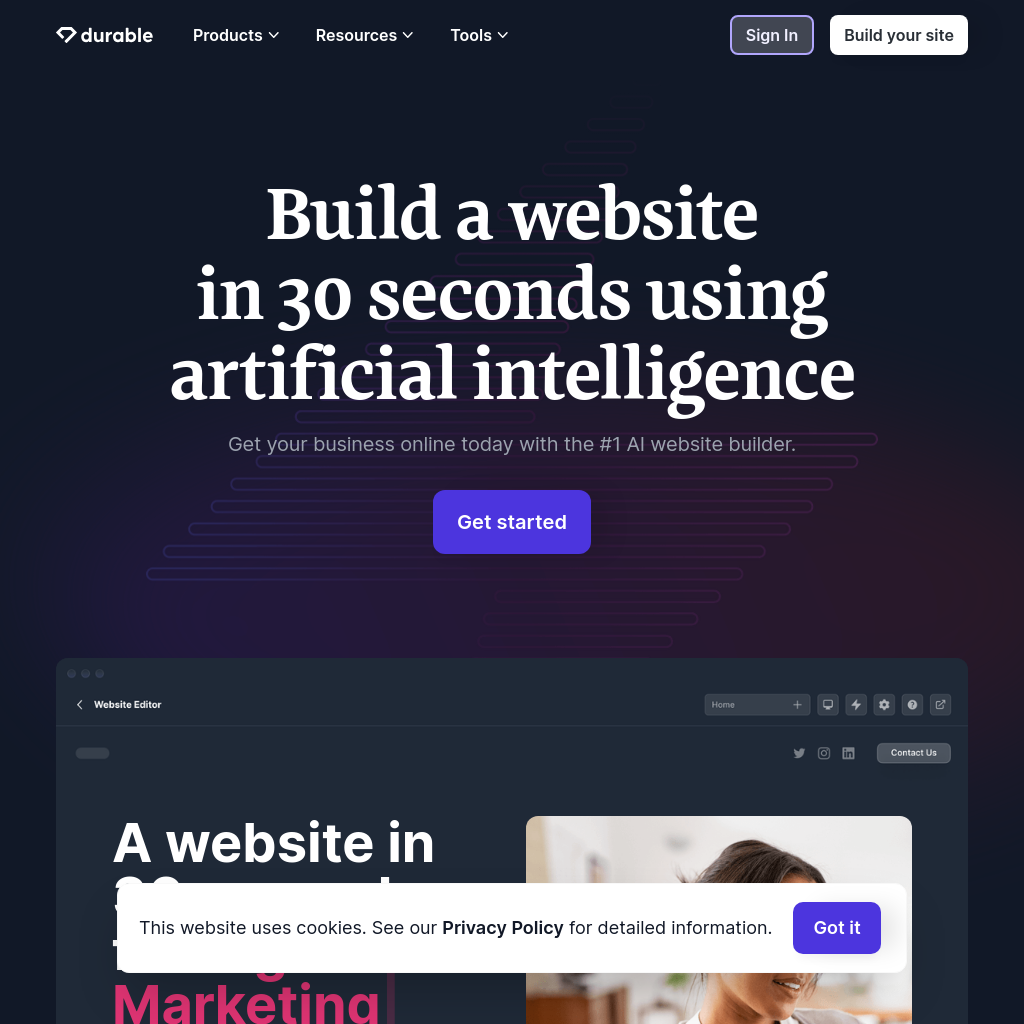 durable
Products
Resources
Tools
Sign In
Build your site
Build a website
in 30 seconds using
artificial intelligence
Get your business online today with the #1 AI website builder.
Get started
Website Editor
Home
Contact Us
A website in
This website uses cookies. See our Privacy Policy for detailed information.
Got it
Marketing